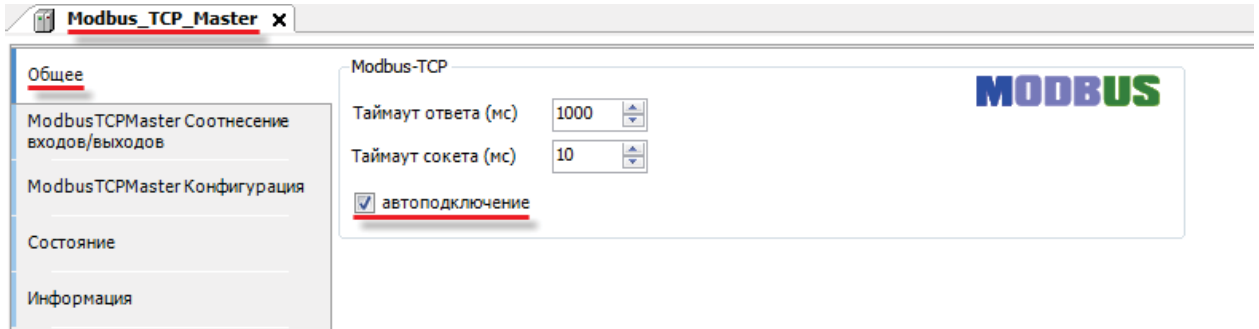 Modbus_TCP_Master x
Общее
ModbusTCPMaster Соотнесение
входов/выходов
ModbusTCPMaster Конфигурация
Состояние
Информация
Modbus-TCP
MODBUS
Таймаут ответа (мс) 1000
Таймаут сокета (мс) 10
автоподключение